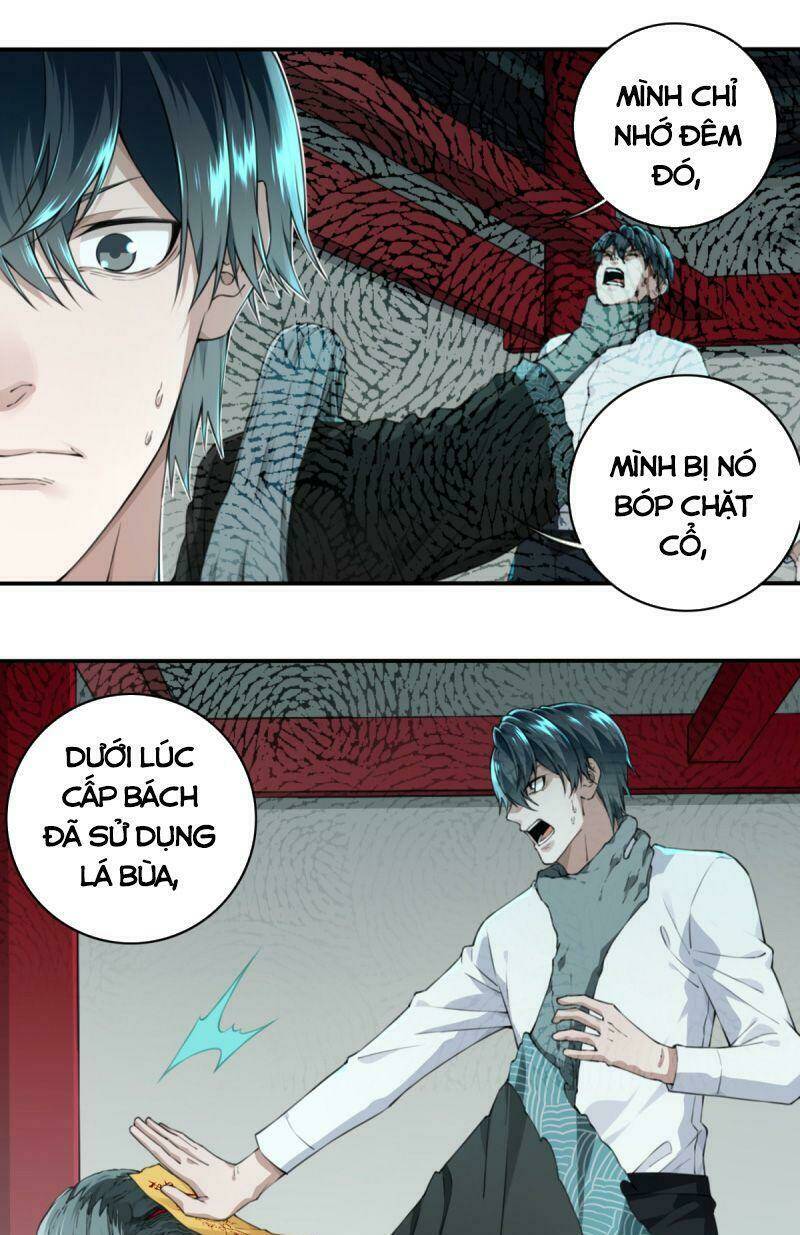 MÌNH CHỈ
NHỚ ĐÊM
ĐÓ,
MÌNH BỊ NÓ
BÓP CHẶT
CỔ,
DƯỚI LÚC
CẤP BÁCH
ĐÃ SỬ DỤNG
LÁ BÙA,